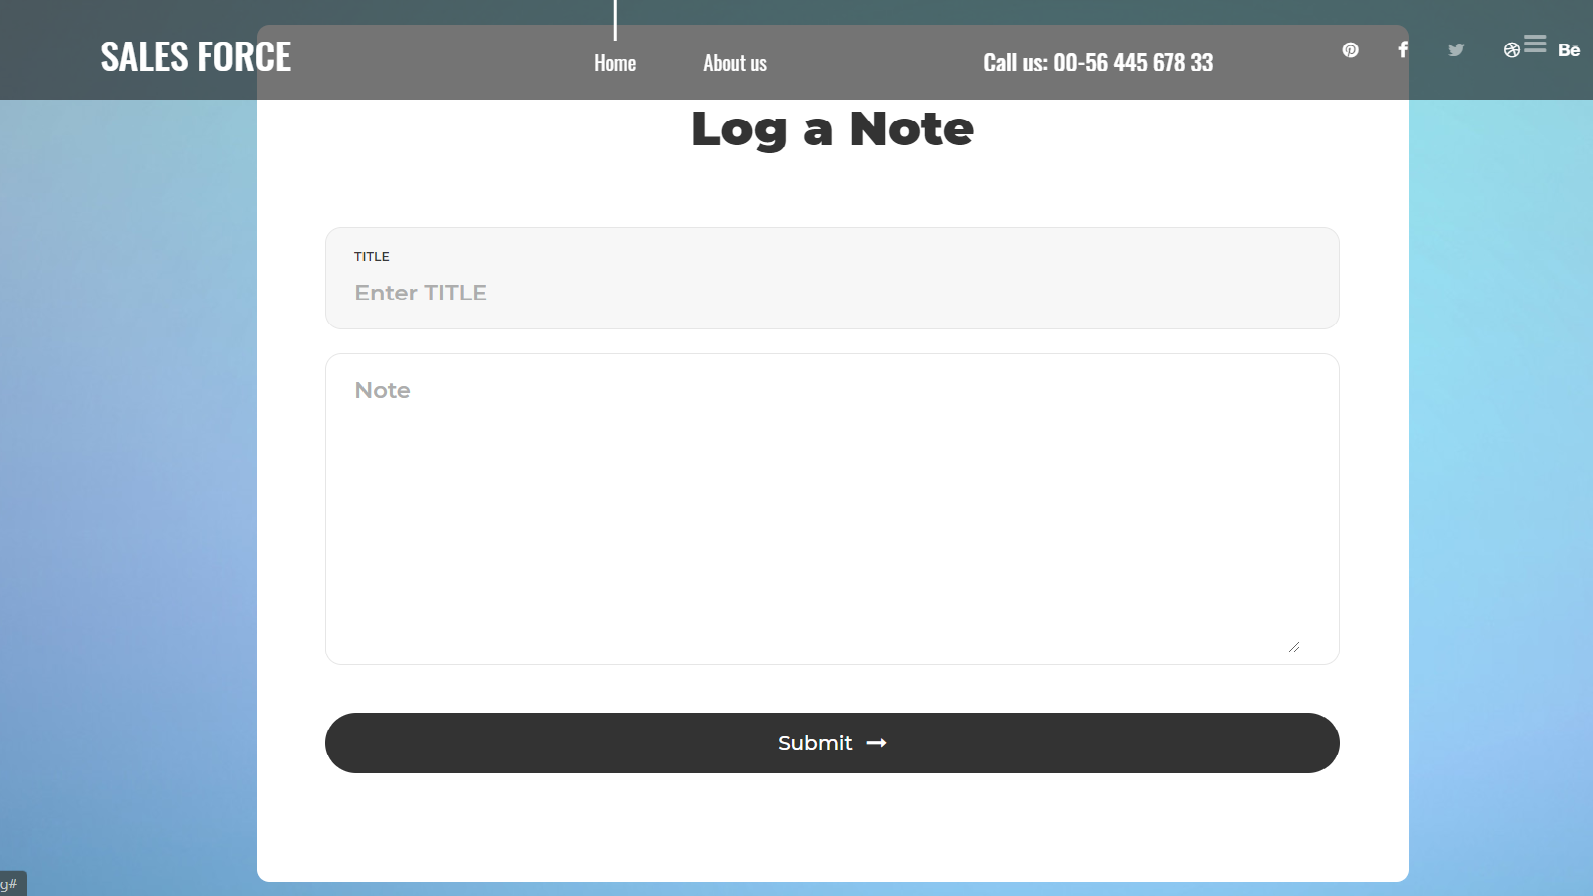 SALES FORCE
Home
About us
Call us: 00-56 445 678 33
Be
Log a Note
TITLE
Enter TITLE
Note
Submit
g#